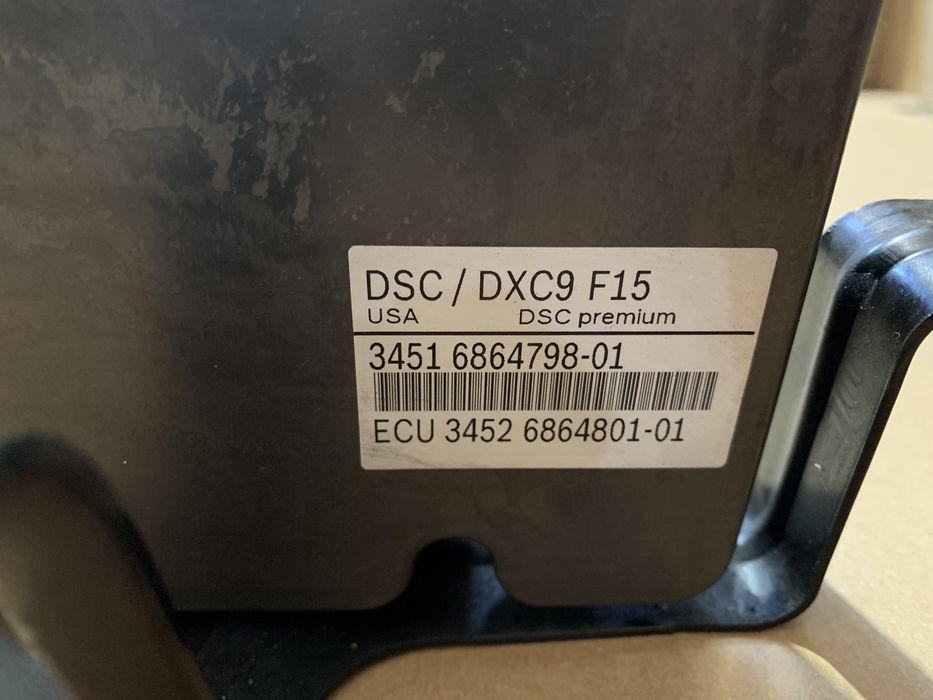 DSC / DXC9 F15
USA DSC premium
3451 6864798-01
ECU 3452 6864801-01